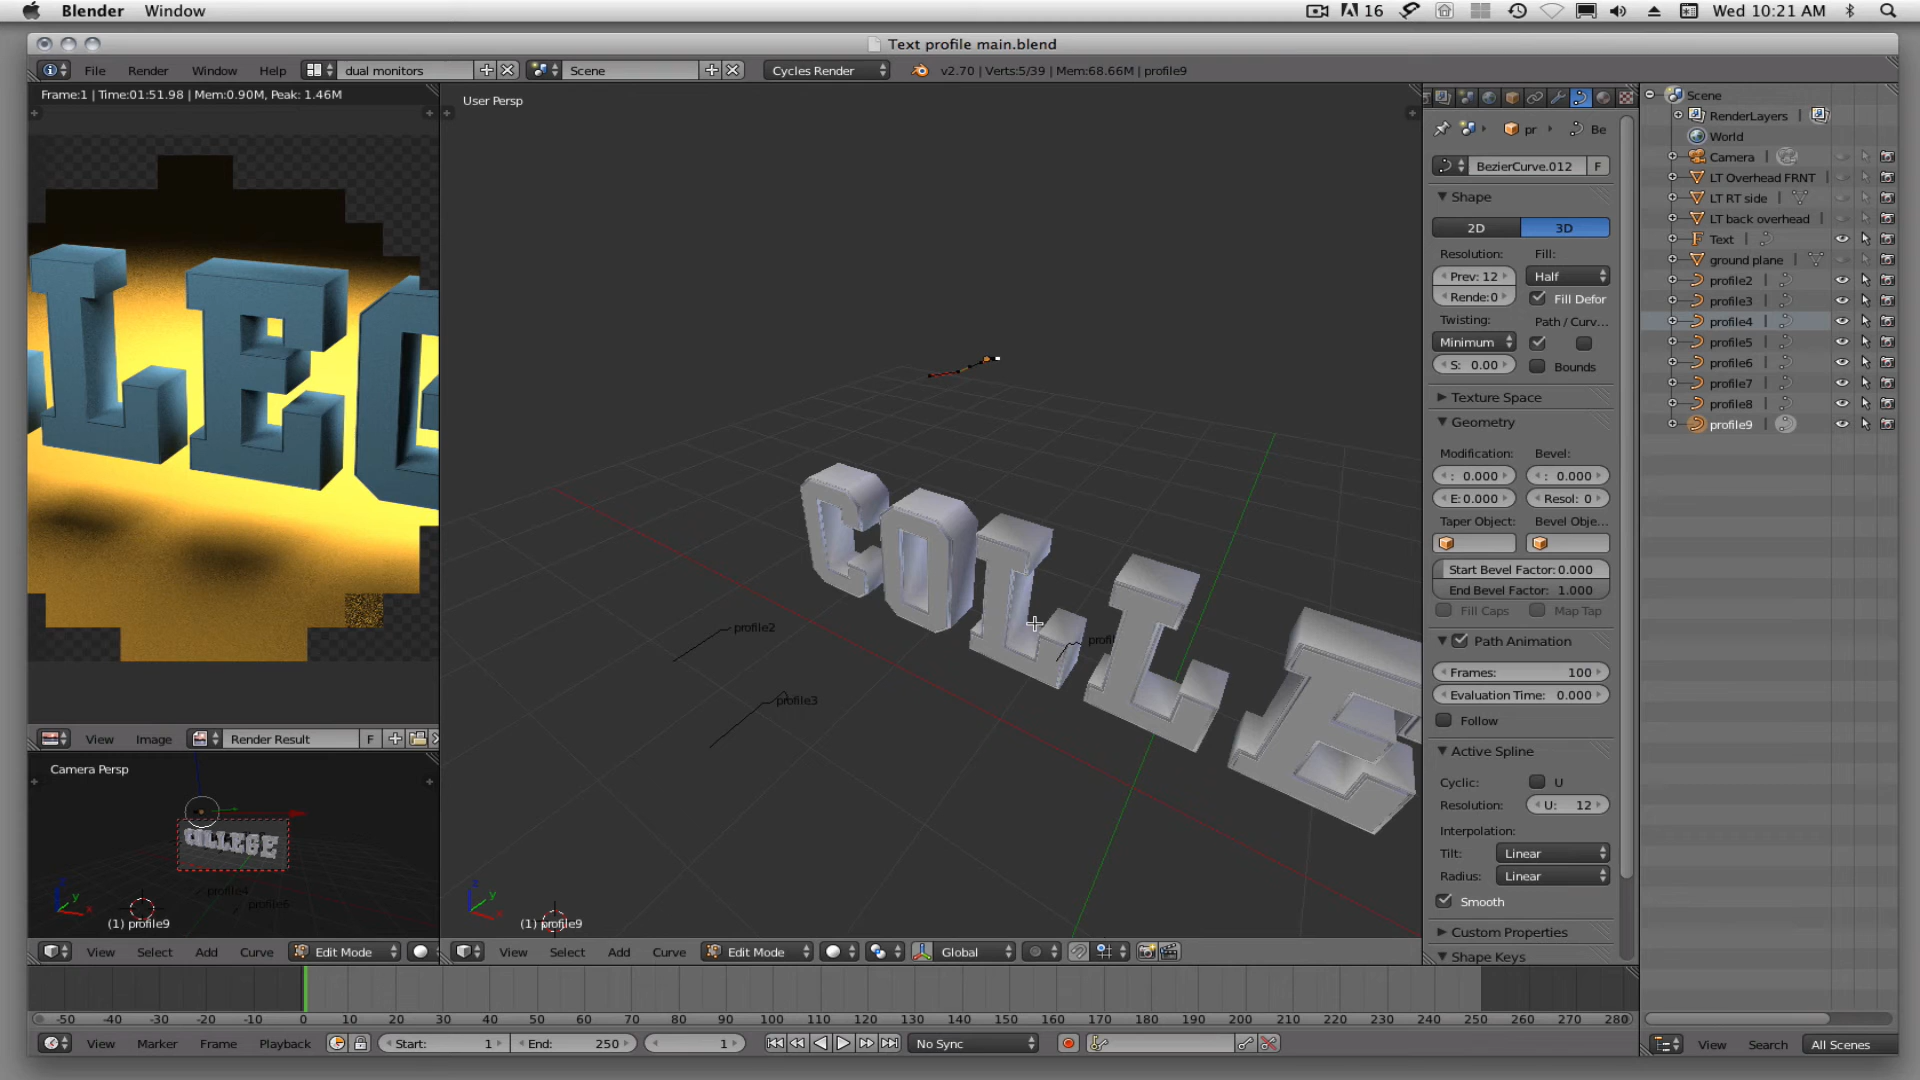 Blender Window 16 Wed 10:21 AM
Text profile main.blend
File Render Window Help dual monitors Scene Cycles Render v2.70 | Verts:5/39 | Mem:68.66M | profile9
Frame:1 | Time:01:51.98 | Mem:0.90M, Peak: 1.46M
User Persp
LEG
COLLE
profile2
profile3
profil
(1) profile9
View Image Render Result F
Camera Persp
COLLEGE
profile4
profile6
(1) profile9
View Select Add Curve Edit Mode
View Select Add Curve Edit Mode Global
pr Be
BezierCurve.012 F
Shape
2D 3D
Resolution: Fill:
Prev: 12 Half
Rende:0 Fill Defor
Twisting: Path / Curv...
Minimum
S: 0.00 Bounds
Texture Space
Geometry
Modification: Bevel:
: 0.000 : 0.000
E:0.000 Resol: 0
Taper Object: Bevel Obje...
Start Bevel Factor: 0.000
End Bevel Factor: 1.000
Fill Caps Map Tap
Path Animation
Frames: 100
Evaluation Time: 0.000
Follow
Active Spline
Cyclic: U
Resolution: U: 12
Interpolation:
Tilt: Linear
Radius: Linear
Smooth
Custom Properties
Shape Keys
Scene
RenderLayers |
World
Camera |
LT Overhead FRNT |
LT RT side |
LT back overhead |
Text |
ground plane |
profile2 |
profile3 |
profile4 |
profile5 |
profile6 |
profile7 |
profile8 |
profile9 |
-50 -40 -30 -20 -10 0 10 20 30 40 50 60 70 80 90 100 110 120 130 140 150 160 170 180 190 200 210 220 230 240 250 260 270 280
View Marker Frame Playback Start: 1 End: 250 1 No Sync
View Search All Scenes